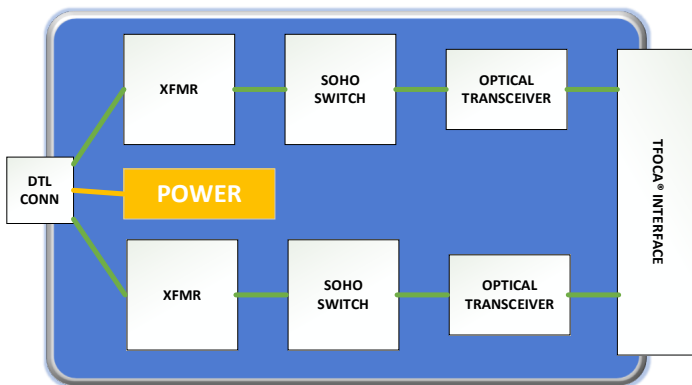 XFMR
SOHO
SWITCH
OPTICAL
TRANSCEIVER
DTL
CONN
POWER
TFOCA® INTERFACE
XFMR
SOHO
SWITCH
OPTICAL
TRANSCEIVER